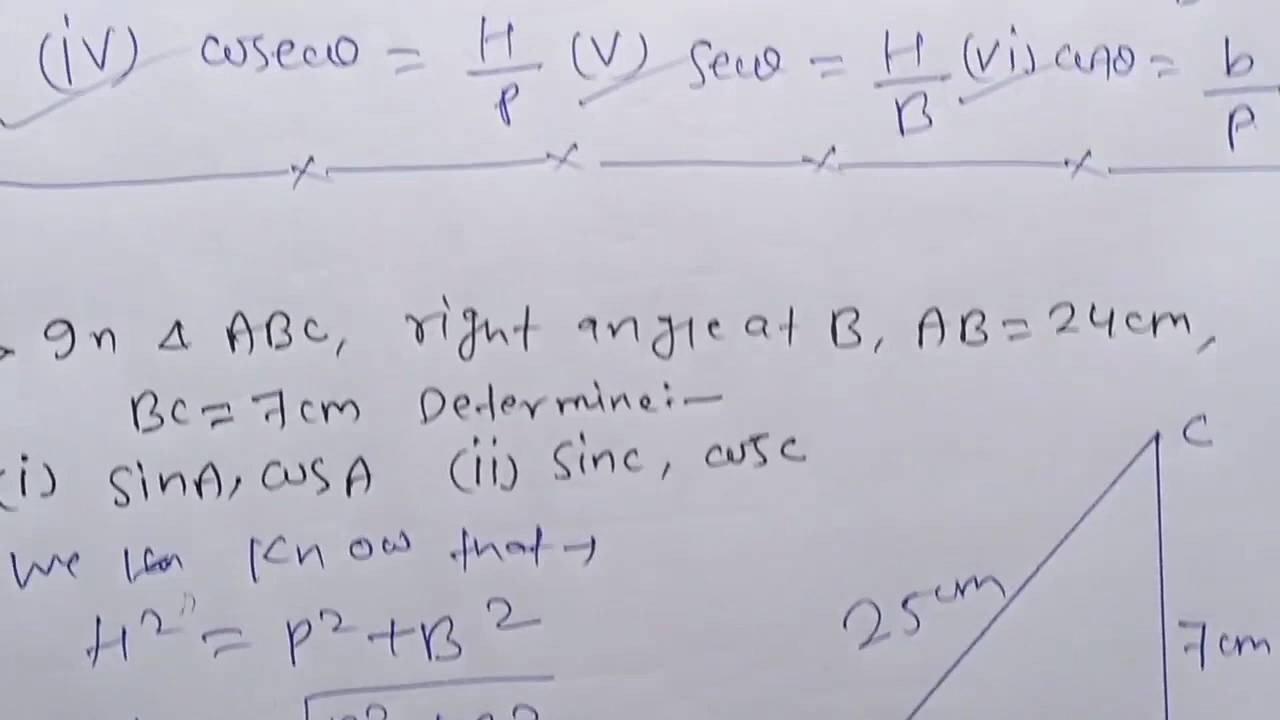 (iv) cosecθ = H/P (V) Secθ = H/B (Vi) cotθ = b/P
In Δ ABC, right angle at B, AB = 24cm,
BC = 7cm Determine:-
(i) sinA, cosA (ii) sinc, cosc
We know that →
H² = P² + B²
C
25cm
7cm